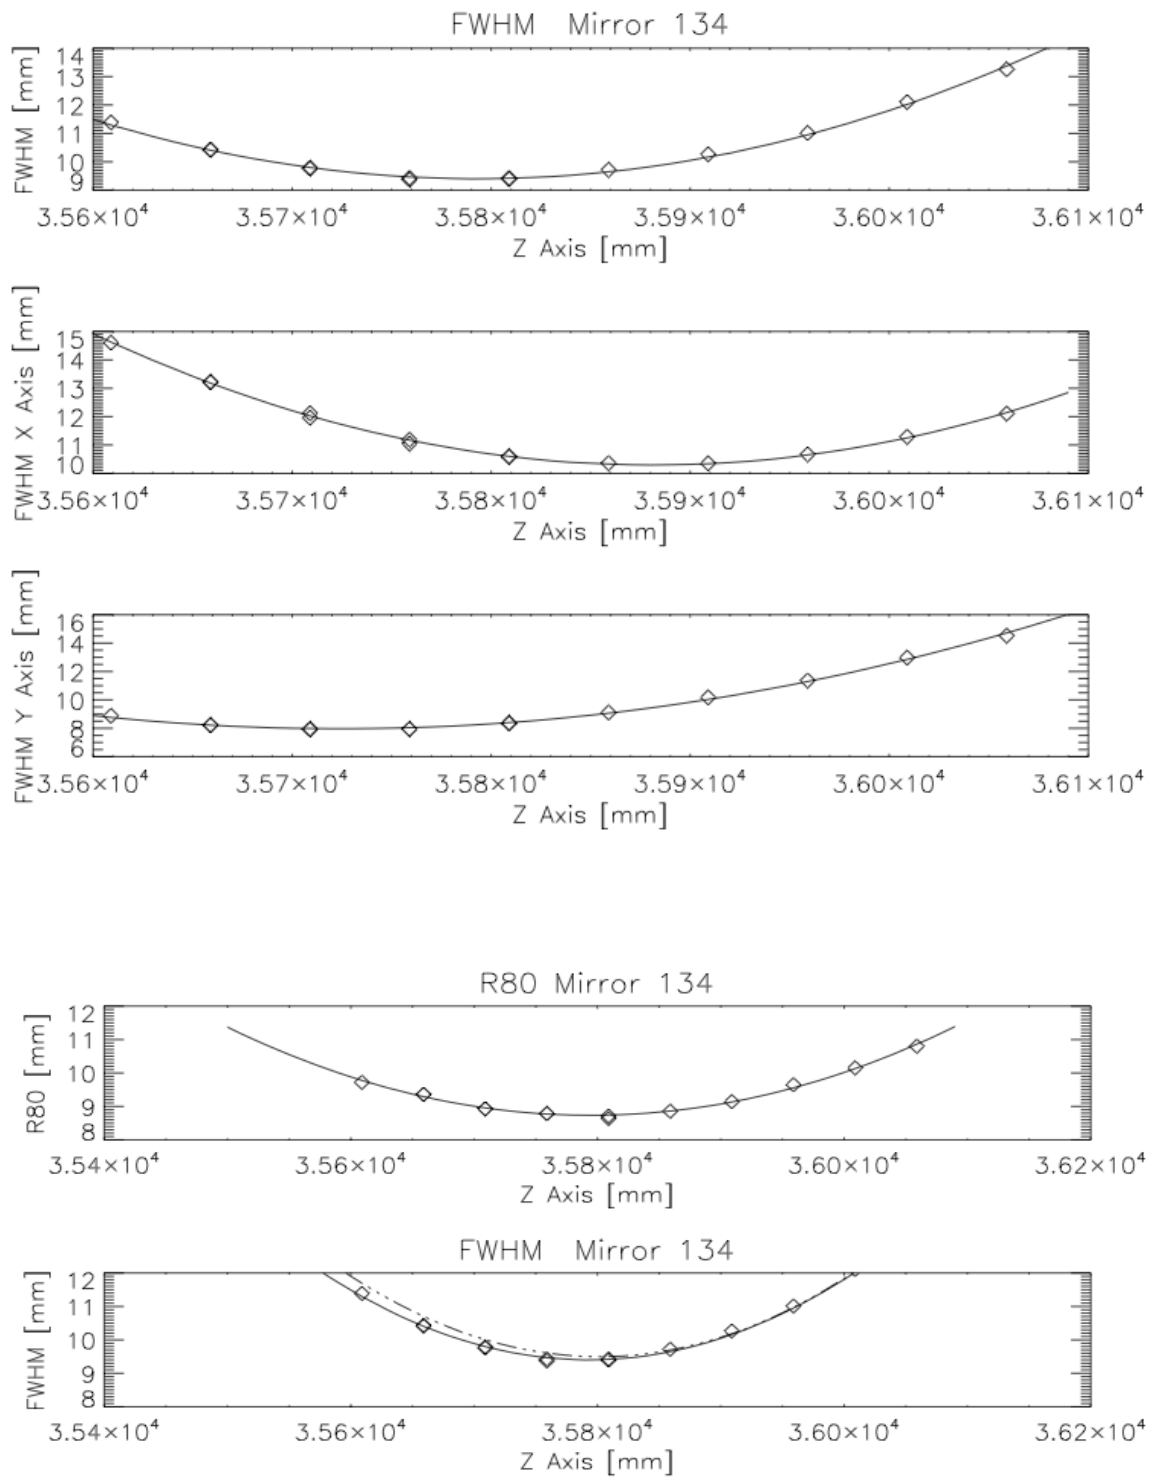 FWHM Mirror 134
FWHM [mm]
14
13
12
11
10
9
3.56×10⁴ 3.57×10⁴ 3.58×10⁴ 3.59×10⁴ 3.60×10⁴ 3.61×10⁴
Z Axis [mm]
FWHM X Axis [mm]
15
14
13
12
11
10
3.56×10⁴ 3.57×10⁴ 3.58×10⁴ 3.59×10⁴ 3.60×10⁴ 3.61×10⁴
Z Axis [mm]
FWHM Y Axis [mm]
16
14
12
10
8
6
3.56×10⁴ 3.57×10⁴ 3.58×10⁴ 3.59×10⁴ 3.60×10⁴ 3.61×10⁴
Z Axis [mm]
R80 Mirror 134
R80 [mm]
12
11
10
9
8
3.54×10⁴ 3.56×10⁴ 3.58×10⁴ 3.60×10⁴ 3.62×10⁴
Z Axis [mm]
FWHM Mirror 134
FWHM [mm]
12
11
10
9
8
3.54×10⁴ 3.56×10⁴ 3.58×10⁴ 3.60×10⁴ 3.62×10⁴
Z Axis [mm]